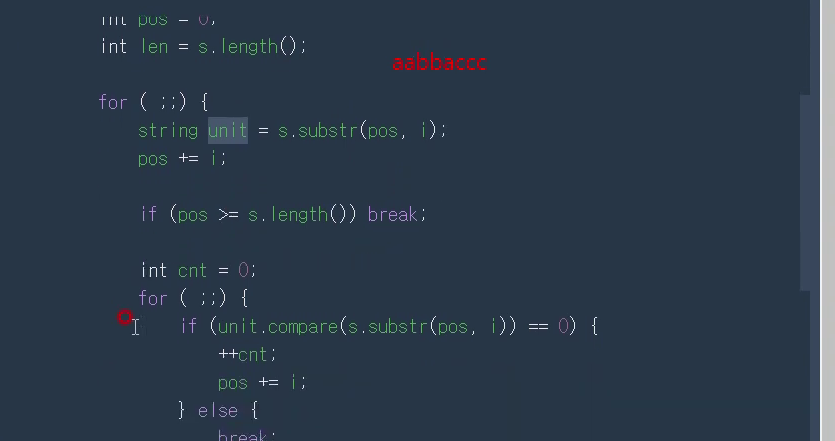 int pos = 0;
int len = s.length();
aabbaccc
for ( ;;) {
string unit = s.substr(pos, i);
pos += i;
if (pos >= s.length()) break;
int cnt = 0;
for ( ;;) {
if (unit.compare(s.substr(pos, i)) == 0) {
++cnt;
pos += i;
} else {
break;